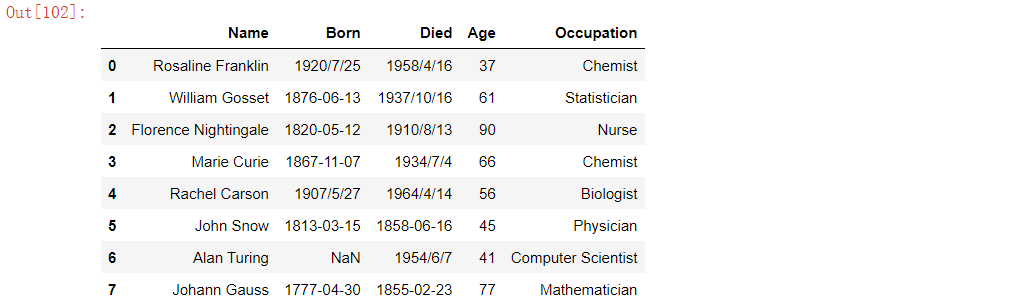 Out[102]:
Name Born Died Age Occupation
0 Rosaline Franklin 1920/7/25 1958/4/16 37 Chemist
1 William Gosset 1876-06-13 1937/10/16 61 Statistician
2 Florence Nightingale 1820-05-12 1910/8/13 90 Nurse
3 Marie Curie 1867-11-07 1934/7/4 66 Chemist
4 Rachel Carson 1907/5/27 1964/4/14 56 Biologist
5 John Snow 1813-03-15 1858-06-16 45 Physician
6 Alan Turing NaN 1954/6/7 41 Computer Scientist
7 Johann Gauss 1777-04-30 1855-02-23 77 Mathematician